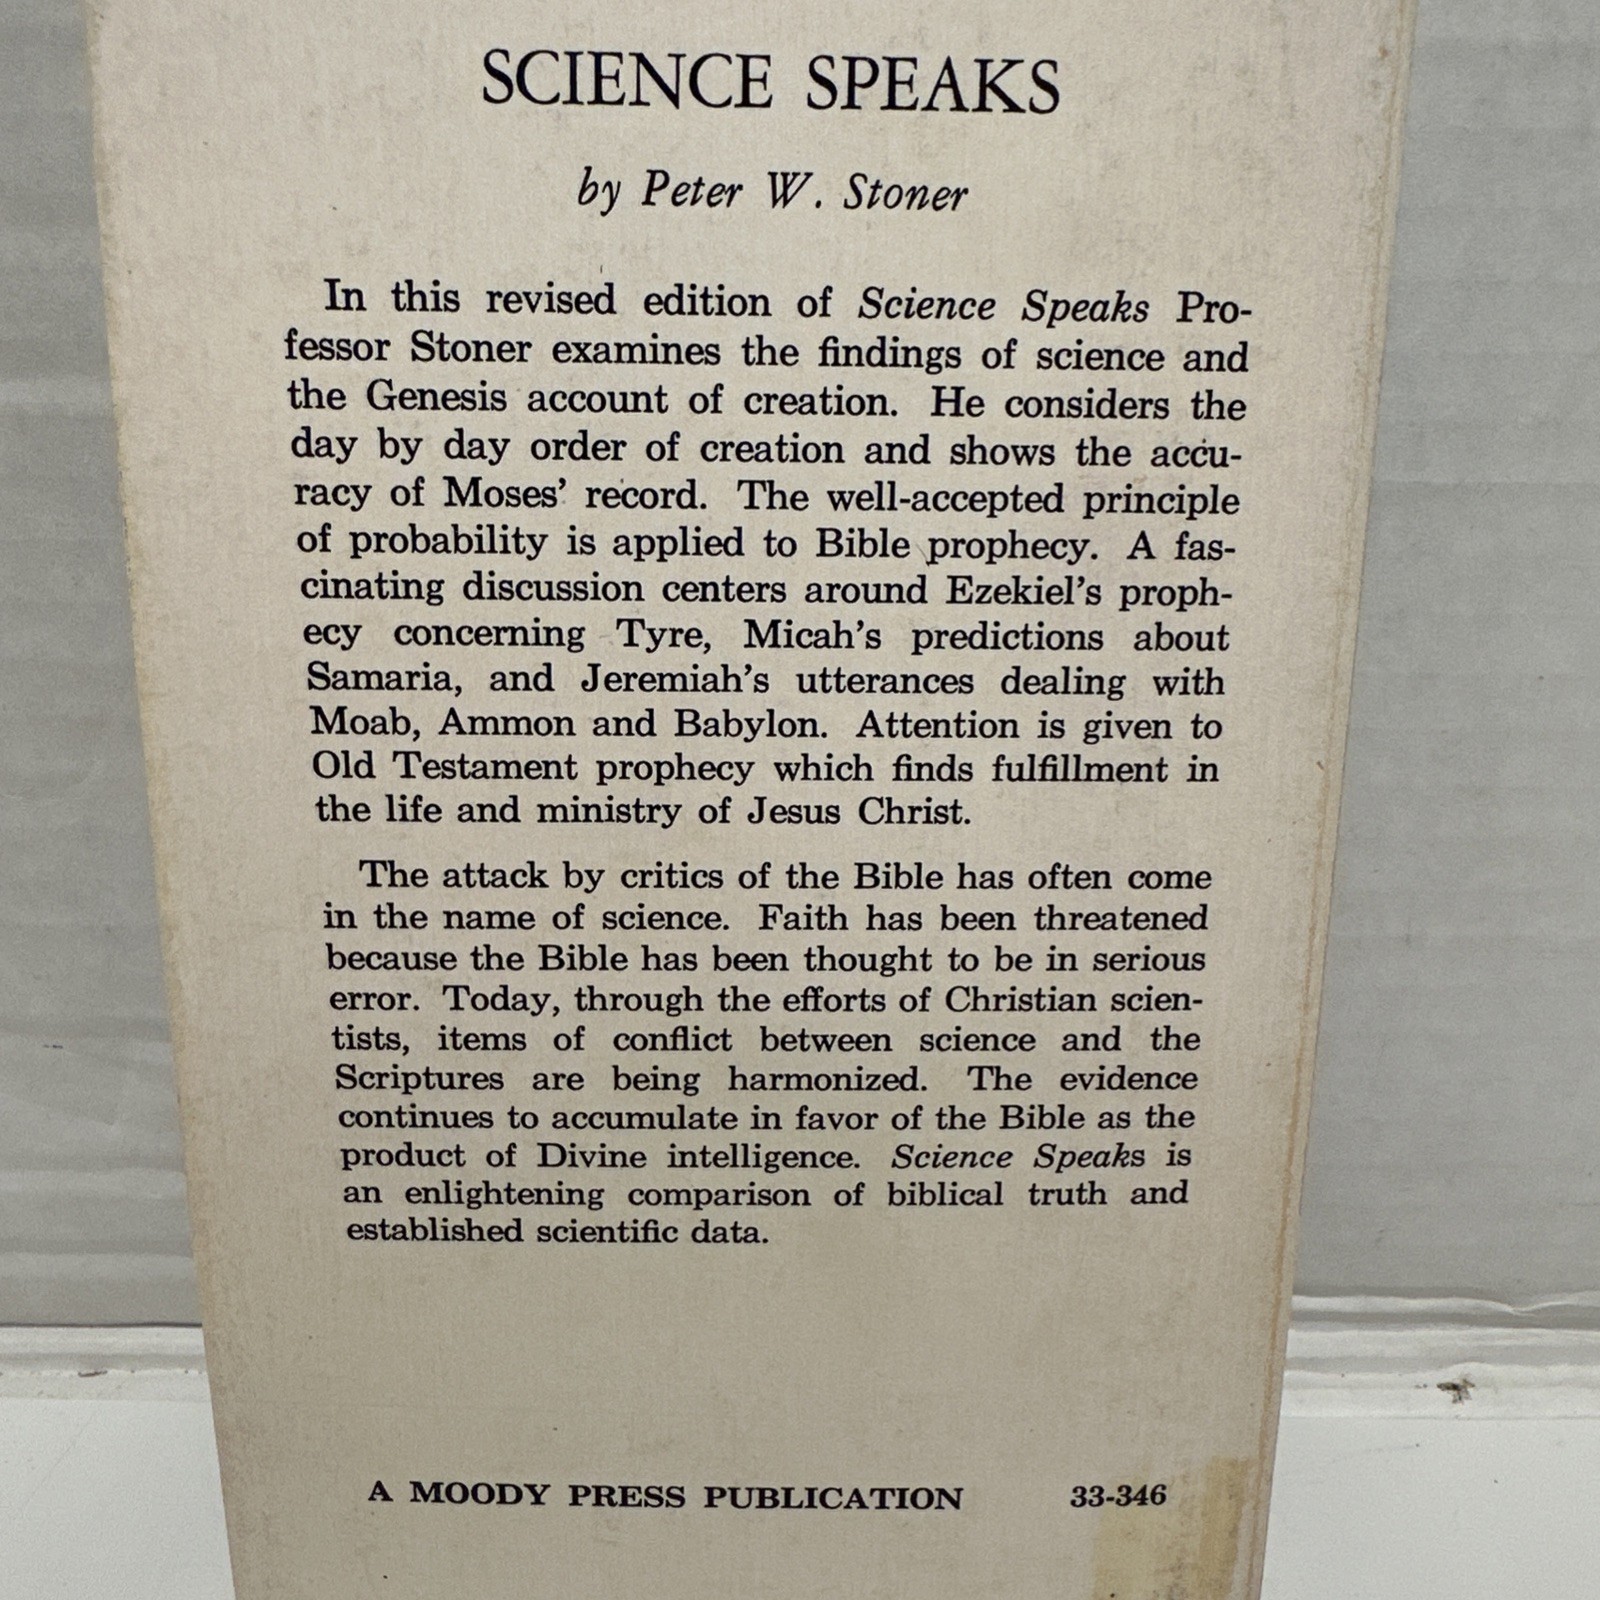 SCIENCE SPEAKS
by Peter W. Stoner
In this revised edition of Science Speaks Pro-
fessor Stoner examines the findings of science and
the Genesis account of creation. He considers the
day by day order of creation and shows the accu-
racy of Moses' record. The well-accepted principle
of probability is applied to Bible prophecy. A fas-
cinating discussion centers around Ezekiel's proph-
ecy concerning Tyre, Micah's predictions about
Samaria, and Jeremiah's utterances dealing with
Moab, Ammon and Babylon. Attention is given to
Old Testament prophecy which finds fulfillment in
the life and ministry of Jesus Christ.
The attack by critics of the Bible has often come
in the name of science. Faith has been threatened
because the Bible has been thought to be in serious
error. Today, through the efforts of Christian scien-
tists, items of conflict between science and the
Scriptures are being harmonized. The evidence
continues to accumulate in favor of the Bible as the
product of Divine intelligence. Science Speaks is
an enlightening comparison of biblical truth and
established scientific data.
A MOODY PRESS PUBLICATION 33-346